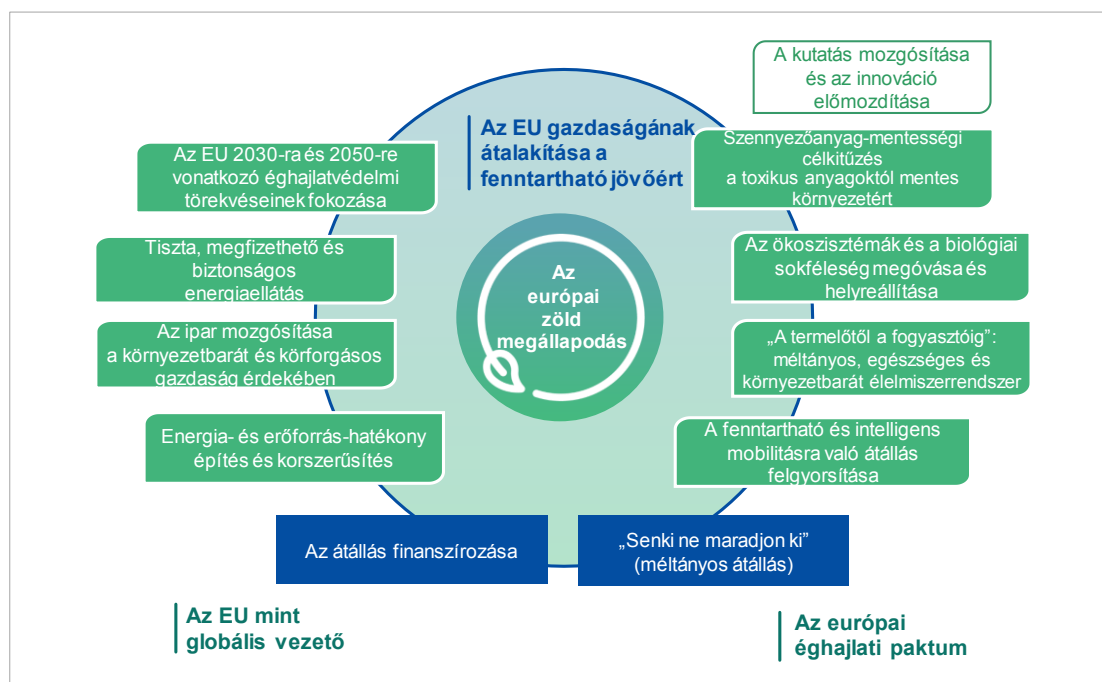 A kutatás mozgósítása
és az innováció
előmozdítása
Az EU gazdaságának
átalakítása a
fenntartható jövőért
Az EU 2030-ra és 2050-re
vonatkozó éghajlatvédelmi
törekvéseinek fokozása
Szennyezőanyag-mentességi
célkitűzés
a toxikus anyagoktól mentes
környezetért
Tiszta, megfizethető és
biztonságos
energiaellátás
Az ökoszisztémák és a biológiai
sokféleség megóvása és
helyreállítása
Az
európai
zöld
megállapodás
Az ipar mozgósítása
a környezetbarát és körforgásos
gazdaság érdekében
„A termelőtől a fogyasztóig”:
méltányos, egészséges és
környezetbarát élelmiszerrendszer
Energia- és erőforrás-hatékony
építés és korszerűsítés
A fenntartható és intelligens
mobilitásra való átállás
felgyorsítása
Az átállás finanszírozása
„Senki ne maradjon ki”
(méltányos átállás)
Az EU mint
globális vezető
Az európai
éghajlati paktum